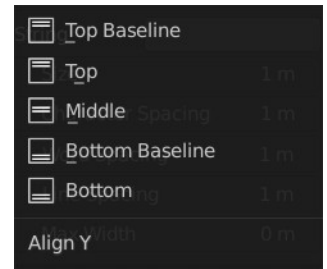 Top Baseline
Top
Middle
Bottom Baseline
Bottom
Align Y